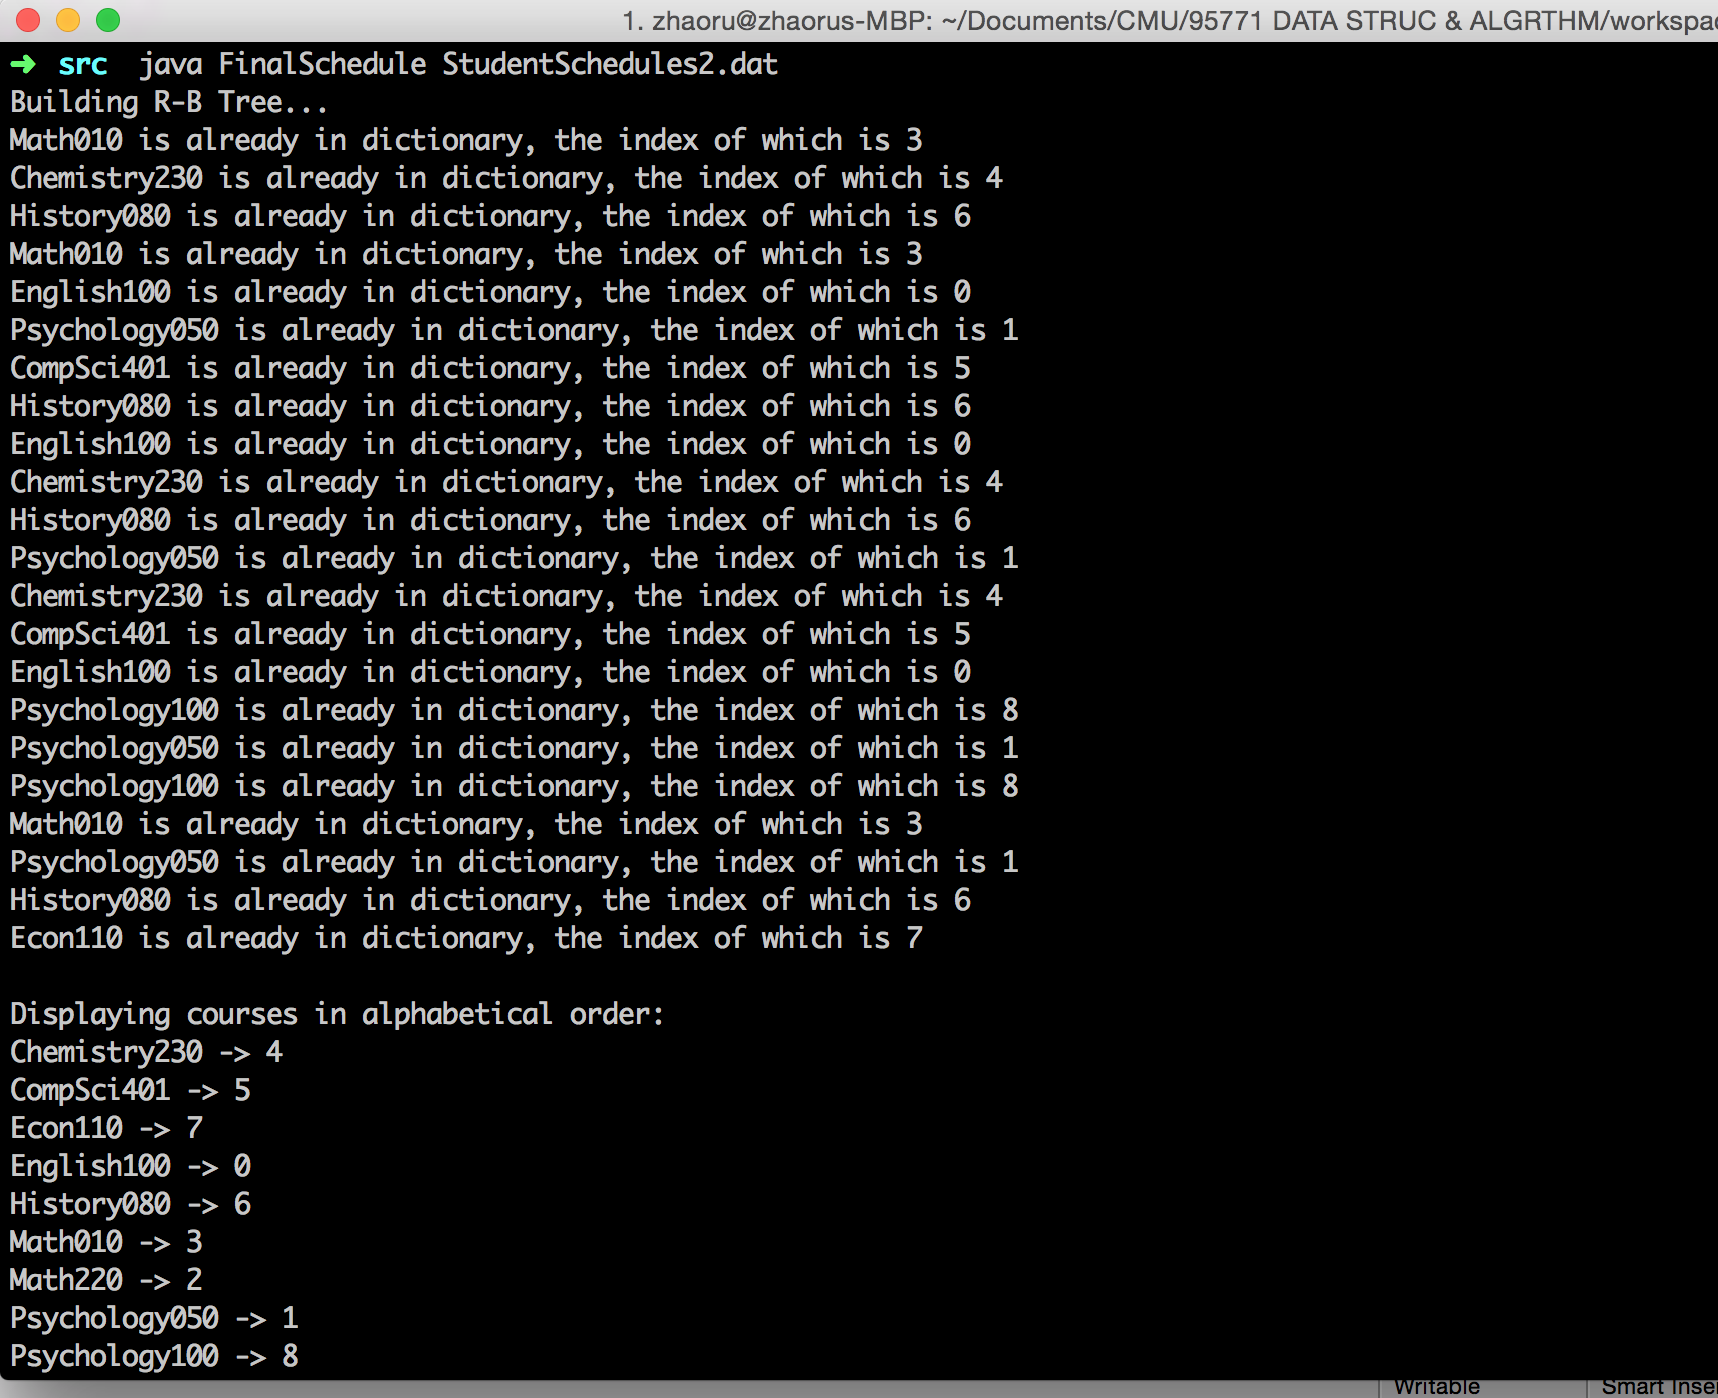 1. zhaoru@zhaorus-MBP: ~/Documents/CMU/95771 DATA STRUC & ALGRTHM/workspac
➜ src java FinalSchedule StudentSchedules2.dat
Building R-B Tree...
Math010 is already in dictionary, the index of which is 3
Chemistry230 is already in dictionary, the index of which is 4
History080 is already in dictionary, the index of which is 6
Math010 is already in dictionary, the index of which is 3
English100 is already in dictionary, the index of which is 0
Psychology050 is already in dictionary, the index of which is 1
CompSci401 is already in dictionary, the index of which is 5
History080 is already in dictionary, the index of which is 6
English100 is already in dictionary, the index of which is 0
Chemistry230 is already in dictionary, the index of which is 4
History080 is already in dictionary, the index of which is 6
Psychology050 is already in dictionary, the index of which is 1
Chemistry230 is already in dictionary, the index of which is 4
CompSci401 is already in dictionary, the index of which is 5
English100 is already in dictionary, the index of which is 0
Psychology100 is already in dictionary, the index of which is 8
Psychology050 is already in dictionary, the index of which is 1
Psychology100 is already in dictionary, the index of which is 8
Math010 is already in dictionary, the index of which is 3
Psychology050 is already in dictionary, the index of which is 1
History080 is already in dictionary, the index of which is 6
Econ110 is already in dictionary, the index of which is 7
Displaying courses in alphabetical order:
Chemistry230 -> 4
CompSci401 -> 5
Econ110 -> 7
English100 -> 0
History080 -> 6
Math010 -> 3
Math220 -> 2
Psychology050 -> 1
Psychology100 -> 8
Writable Smart Inse